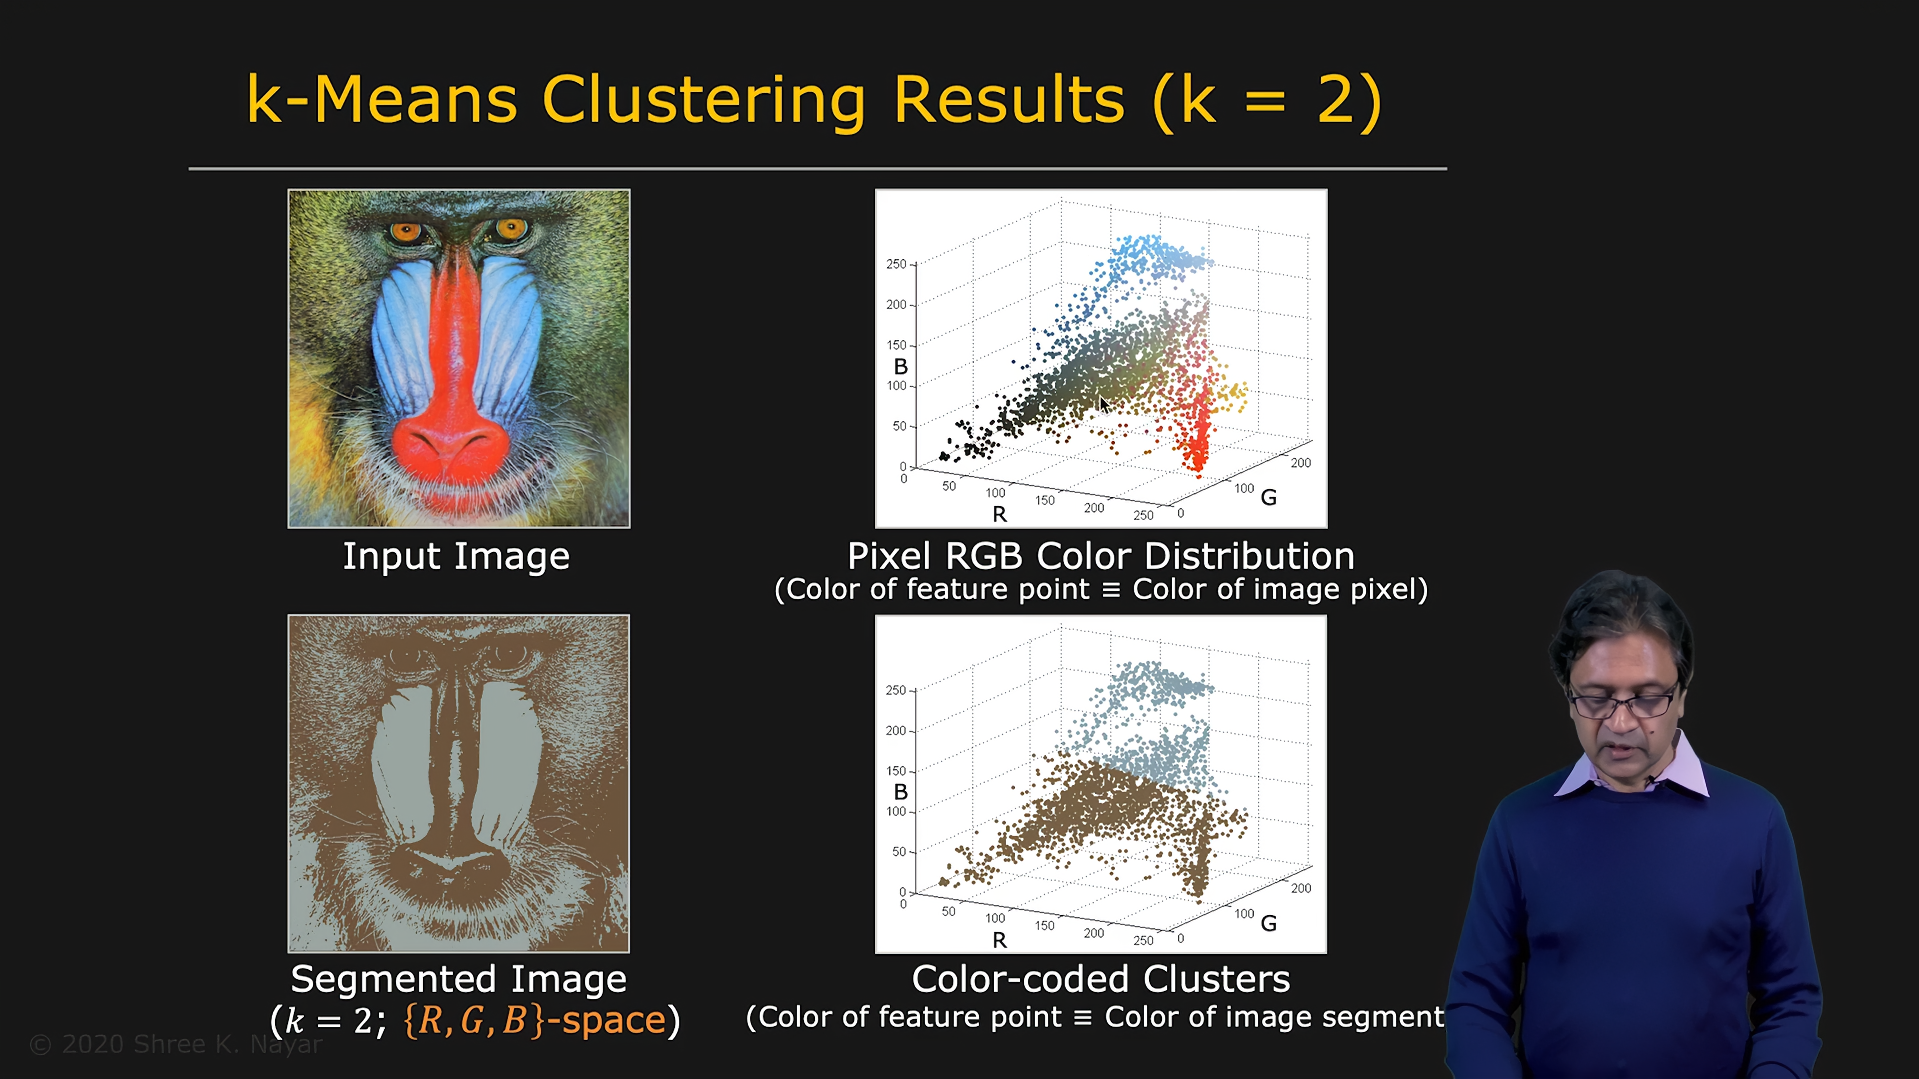 k-Means Clustering Results (k = 2)
250
200
150
B
100
50
0
0
50
100
150
200
250
R
0
100
200
G
Input Image
Pixel RGB Color Distribution
(Color of feature point ≡ Color of image pixel)
250
200
150
B
100
50
0
0
50
100
150
200
250
R
0
100
200
G
Segmented Image
(k = 2; {R, G, B}-space)
Color-coded Clusters
(Color of feature point ≡ Color of image segment
© 2020 Shree K. Nayar